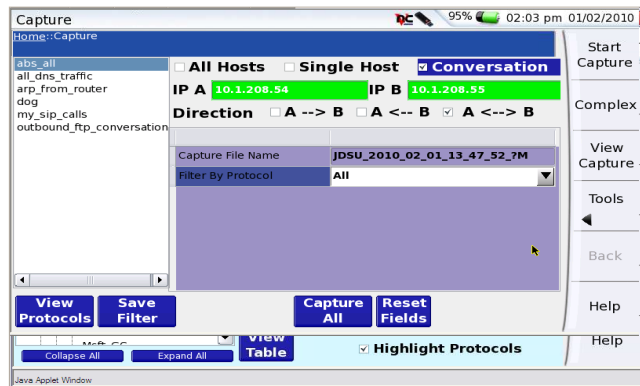 Capture
DC 95% 02:03 pm 01/02/2010
Home::Capture
abs_all
all_dns_traffic
arp_from_router
dog
my_sip_calls
outbound_ftp_conversation
All Hosts Single Host Conversation
IP A 10.1.208.54 IP B 10.1.208.55
Direction A --> B A <-- B A <--> B
Capture File Name JDSU_2010_02_01_13_47_52_?M
Filter By Protocol All
View Protocols
Save Filter
Capture All
Reset Fields
Start Capture
Complex
View Capture
Tools
Back
Help
Collapse All
Expand All
View Table
Highlight Protocols
Help
Java Applet Window